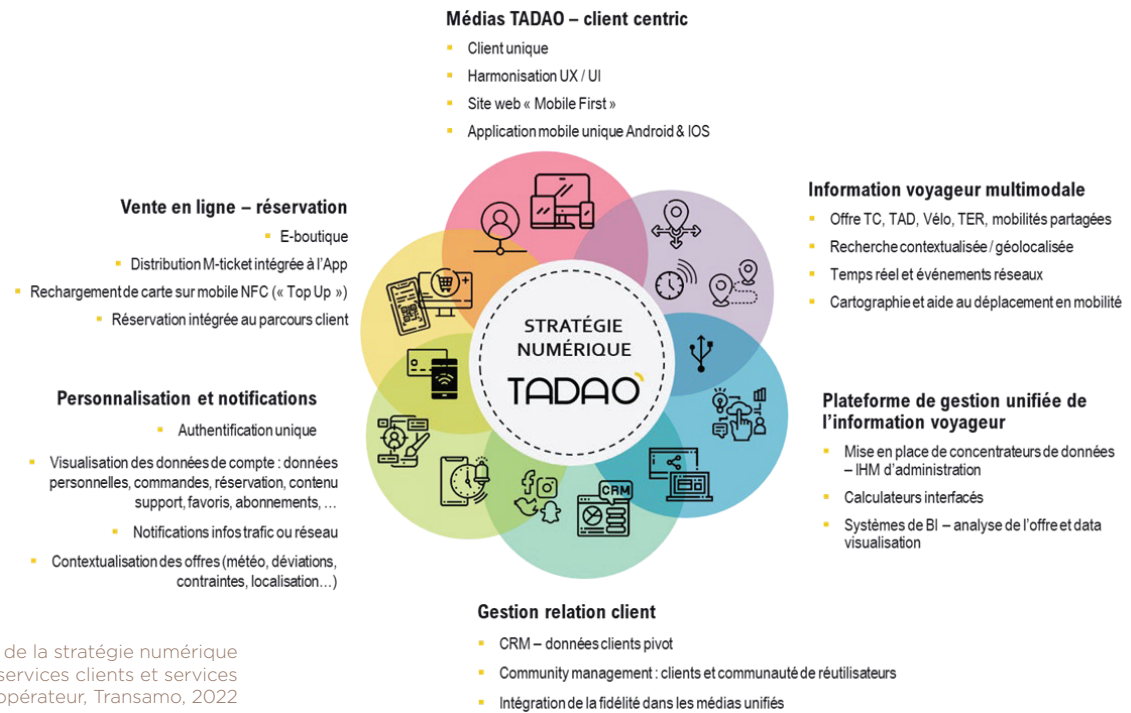 Médias TADAO – client centric
▪ Client unique
▪ Harmonisation UX / UI
▪ Site web « Mobile First »
▪ Application mobile unique Android & IOS
Vente en ligne – réservation
▪ E-boutique
▪ Distribution M-ticket intégrée à l'App
▪ Rechargement de carte sur mobile NFC (« Top Up »)
▪ Réservation intégrée au parcours client
Information voyageur multimodale
▪ Offre TC, TAD, Vélo, TER, mobilités partagées
▪ Recherche contextualisée / géolocalisée
▪ Temps réel et événements réseaux
▪ Cartographie et aide au déplacement en mobilité
STRATÉGIE
NUMÉRIQUE
TADAO
CRM
Personnalisation et notifications
▪ Authentification unique
▪ Visualisation des données de compte : données
personnelles, commandes, réservation, contenu
support, favoris, abonnements, …
▪ Notifications infos trafic ou réseau
▪ Contextualisation des offres (météo, déviations,
contraintes, localisation…)
Plateforme de gestion unifiée de
l'information voyageur
▪ Mise en place de concentrateurs de données
– IHM d'administration
▪ Calculateurs interfacés
▪ Systèmes de BI – analyse de l'offre et data
visualisation
Gestion relation client
▪ CRM – données clients pivot
▪ Community management : clients et communauté de réutilisateurs
▪ Intégration de la fidélité dans les médias unifiés
de la stratégie numérique
services clients et services
opérateur, Transamo, 2022